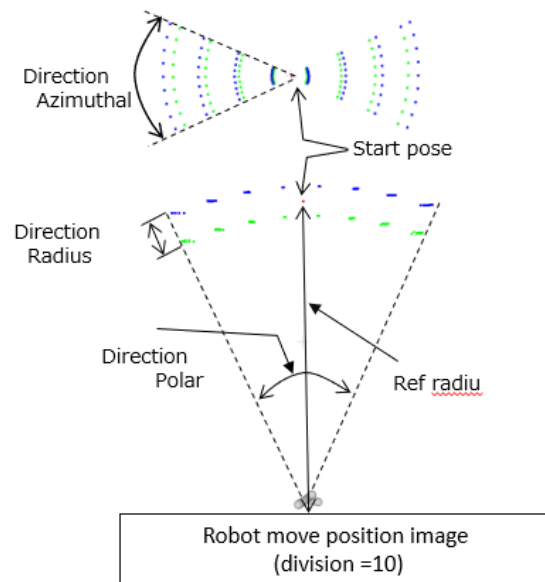 Direction
Azimuthal
Start pose
Direction
Radius
Direction
Polar
Ref radiu
Robot move position image
(division =10)